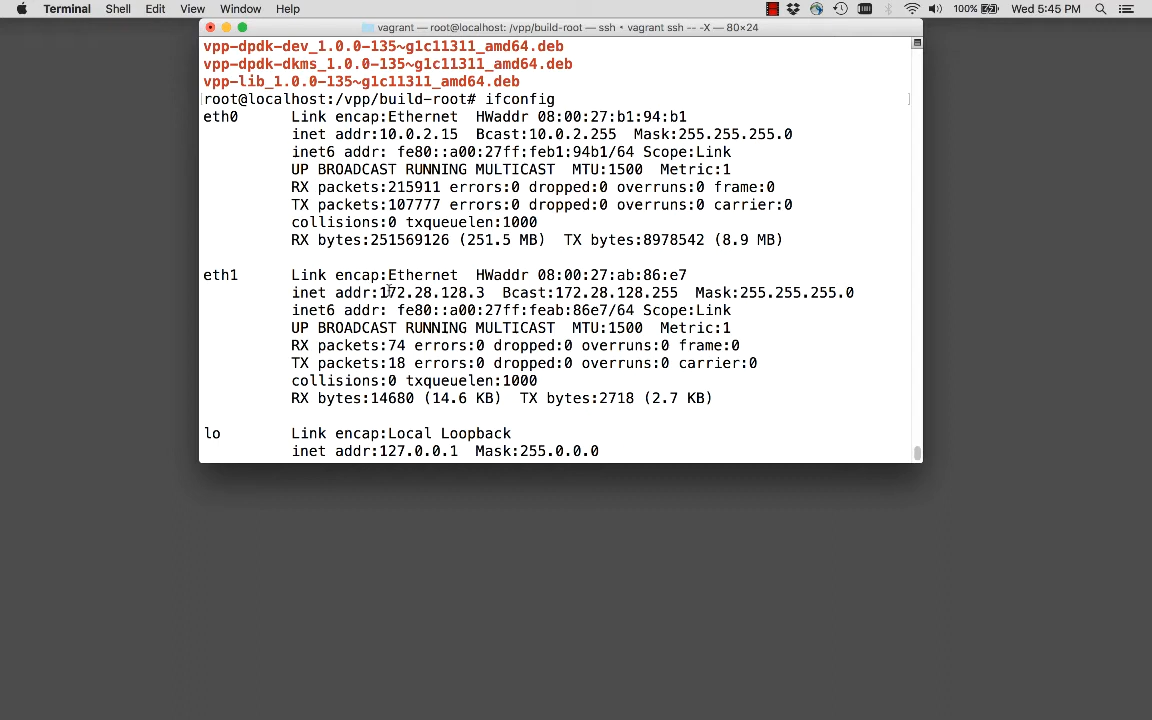 Terminal Shell Edit View Window Help 100% Wed 5:45 PM
vagrant — root@localhost: /vpp/build-root — ssh • vagrant ssh -- -X — 80×24
vpp-dpdk-dev_1.0.0-135~g1c11311_amd64.deb
vpp-dpdk-dkms_1.0.0-135~g1c11311_amd64.deb
vpp-lib_1.0.0-135~g1c11311_amd64.deb
root@localhost:/vpp/build-root# ifconfig
eth0 Link encap:Ethernet HWaddr 08:00:27:b1:94:b1
inet addr:10.0.2.15 Bcast:10.0.2.255 Mask:255.255.255.0
inet6 addr: fe80::a00:27ff:feb1:94b1/64 Scope:Link
UP BROADCAST RUNNING MULTICAST MTU:1500 Metric:1
RX packets:215911 errors:0 dropped:0 overruns:0 frame:0
TX packets:107777 errors:0 dropped:0 overruns:0 carrier:0
collisions:0 txqueuelen:1000
RX bytes:251569126 (251.5 MB) TX bytes:8978542 (8.9 MB)
eth1 Link encap:Ethernet HWaddr 08:00:27:ab:86:e7
inet addr:172.28.128.3 Bcast:172.28.128.255 Mask:255.255.255.0
inet6 addr: fe80::a00:27ff:feab:86e7/64 Scope:Link
UP BROADCAST RUNNING MULTICAST MTU:1500 Metric:1
RX packets:74 errors:0 dropped:0 overruns:0 frame:0
TX packets:18 errors:0 dropped:0 overruns:0 carrier:0
collisions:0 txqueuelen:1000
RX bytes:14680 (14.6 KB) TX bytes:2718 (2.7 KB)
lo Link encap:Local Loopback
inet addr:127.0.0.1 Mask:255.0.0.0